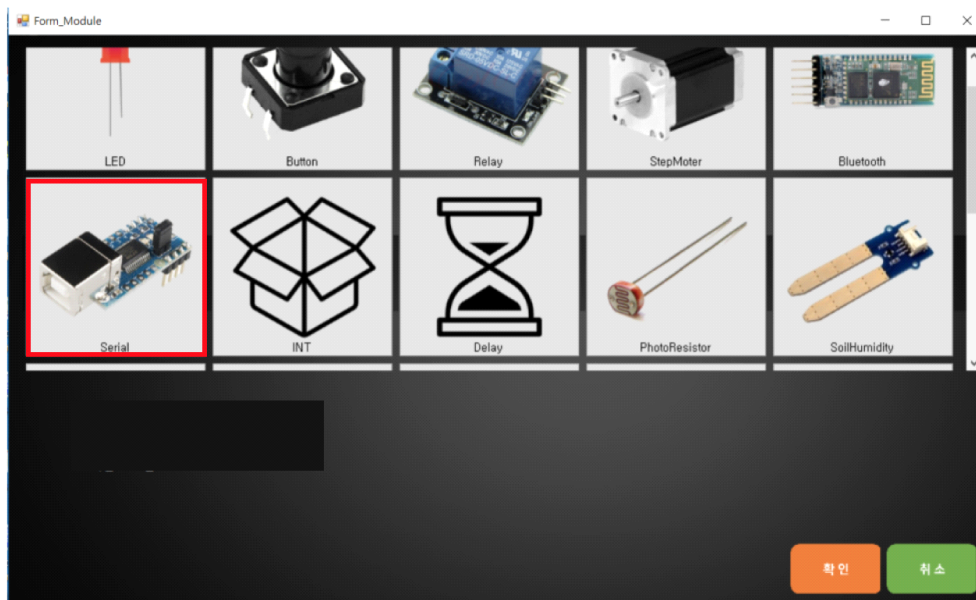 Form_Module
LED
Button
Relay
StepMoter
Bluetooth
Serial
INT
Delay
PhotoResistor
SoilHumidity
확인
취소